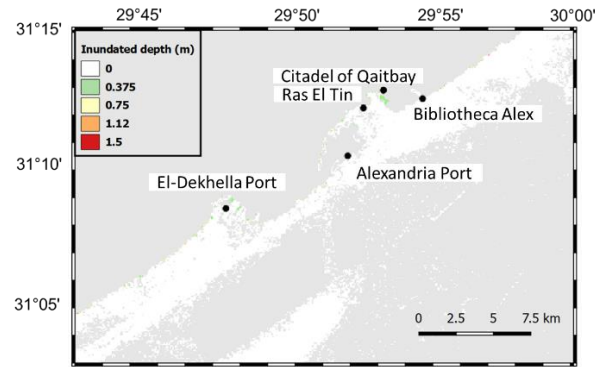 29°45' 29°50' 29°55' 30°00'
31°15'
Inundated depth (m)
0
0.375
0.75
1.12
1.5
Citadel of Qaitbay
Ras El Tin
Bibliotheca Alex
31°10'
Alexandria Port
El-Dekhella Port
31°05'
0 2.5 5 7.5 km